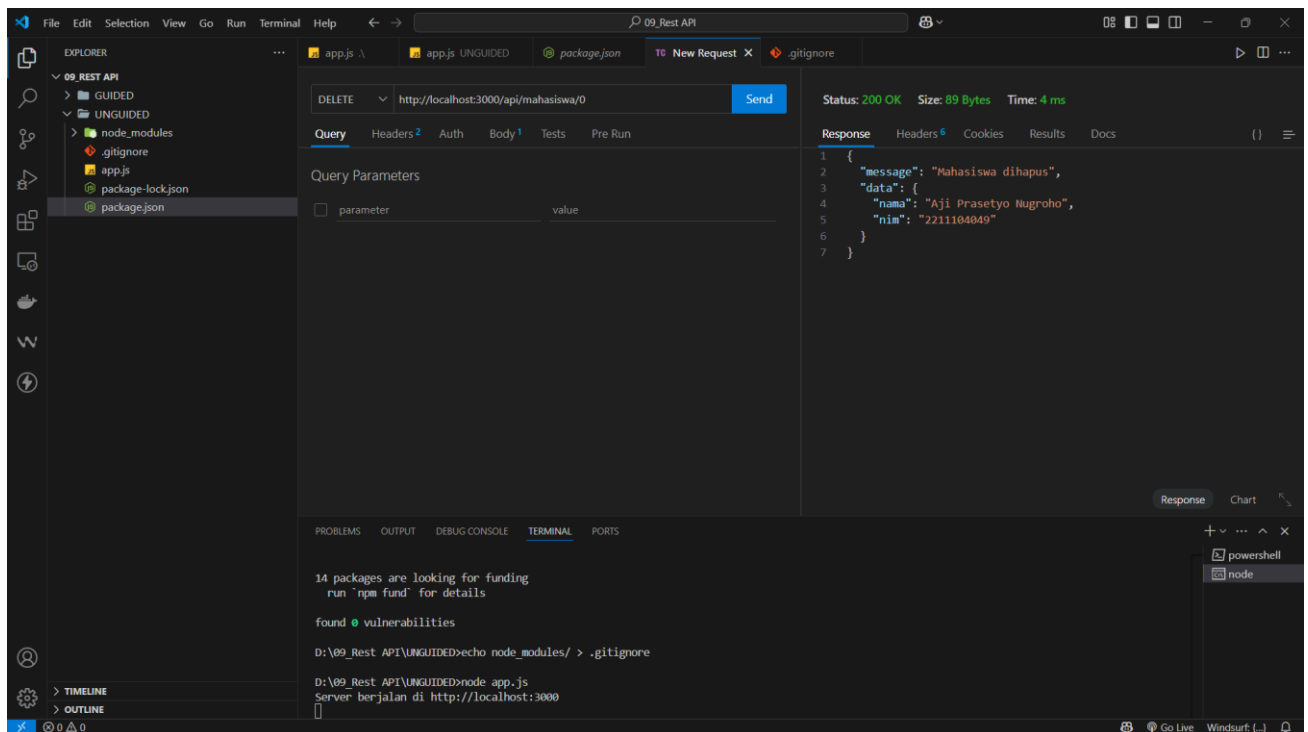 File Edit Selection View Go Run Terminal Help
09_Rest API
EXPLORER
app.js .\
app.js UNGUIDED
package.json
TC New Request
.gitignore
09_REST API
GUIDED
UNGUIDED
node_modules
.gitignore
app.js
package-lock.json
package.json
DELETE http://localhost:3000/api/mahasiswa/0 Send
Query Headers 2 Auth Body 1 Tests Pre Run
Query Parameters
parameter value
Status: 200 OK Size: 89 Bytes Time: 4 ms
Response Headers 6 Cookies Results Docs {}
1 {
2 "message": "Mahasiswa dihapus",
3 "data": {
4 "nama": "Aji Prasetyo Nugroho",
5 "nim": "2211104049"
6 }
7 }
Response Chart
PROBLEMS OUTPUT DEBUG CONSOLE TERMINAL PORTS
powershell
node
14 packages are looking for funding
run `npm fund` for details
found 0 vulnerabilities
D:\09_Rest API\UNGUIDED>echo node_modules/ > .gitignore
D:\09_Rest API\UNGUIDED>node app.js
Server berjalan di http://localhost:3000
TIMELINE
OUTLINE
0 0 Go Live Windsurf: {...}